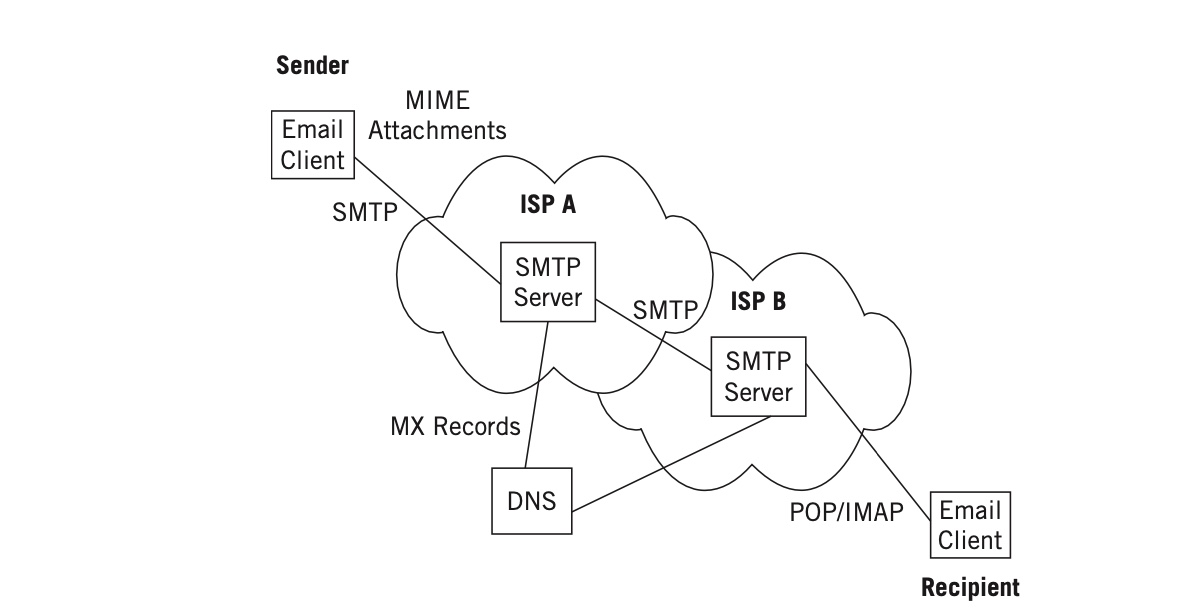 Sender
MIME
Attachments
Email
Client
SMTP
ISP A
SMTP
Server
SMTP
ISP B
SMTP
Server
MX Records
DNS
POP/IMAP
Email
Client
Recipient